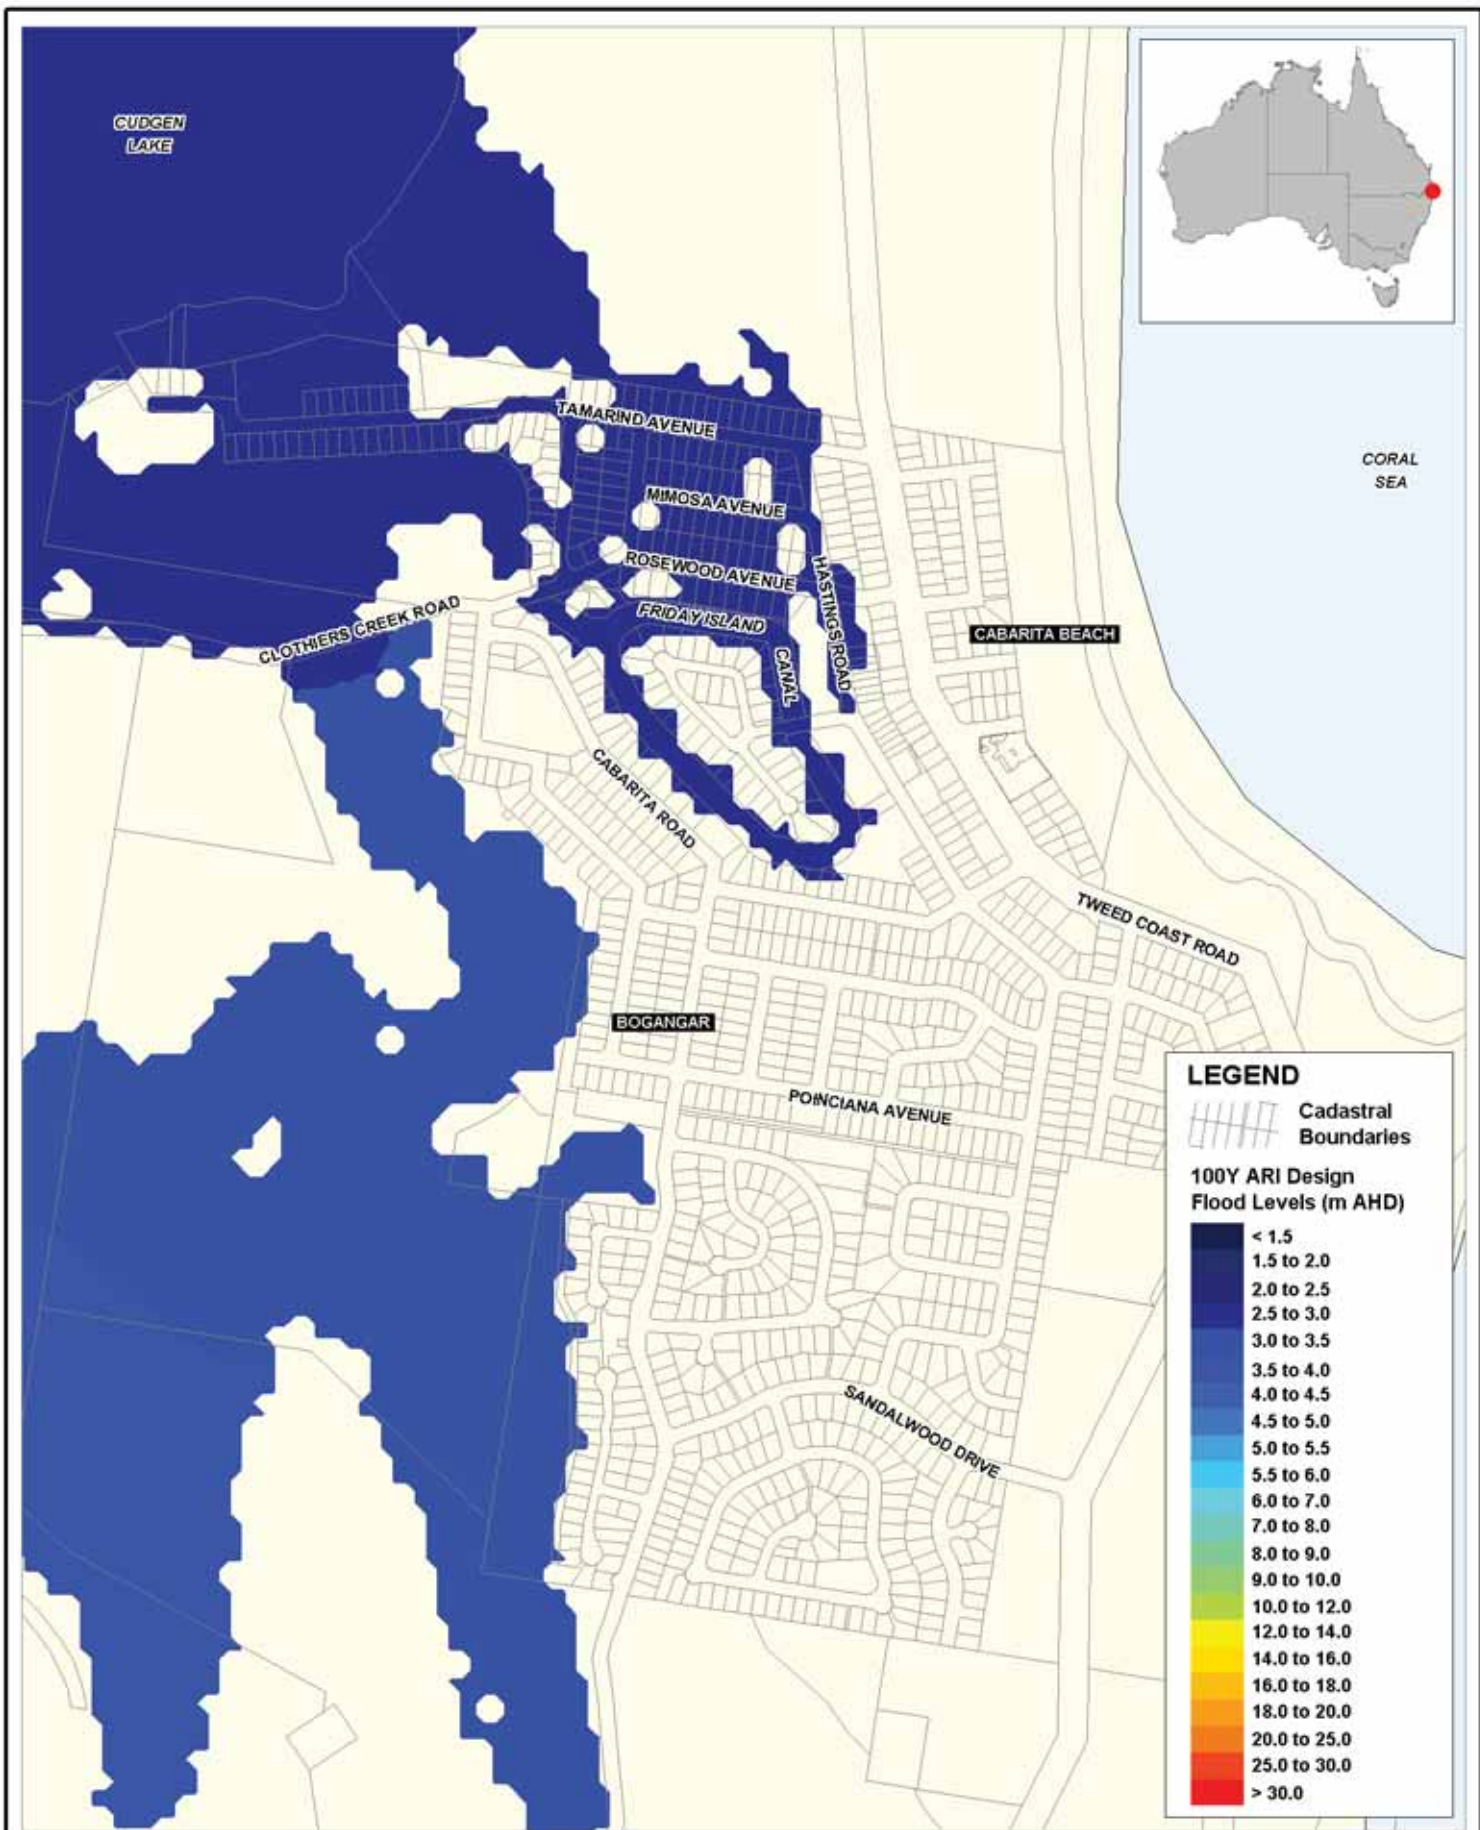 CUDGEN
LAKE
CORAL
SEA
TAMARIND AVENUE
MIMOSA AVENUE
ROSEWOOD AVENUE
HASTINGS ROAD
FRIDAY ISLAND
CANAL
CLOTHIERS CREEK ROAD
CABARITA BEACH
CABARITA ROAD
TWEED COAST ROAD
BOGANGAR
POINCIANA AVENUE
SANDALWOOD DRIVE
LEGEND
Cadastral
Boundaries
100Y ARI Design
Flood Levels (m AHD)
< 1.5
1.5 to 2.0
2.0 to 2.5
2.5 to 3.0
3.0 to 3.5
3.5 to 4.0
4.0 to 4.5
4.5 to 5.0
5.0 to 5.5
5.5 to 6.0
6.0 to 7.0
7.0 to 8.0
8.0 to 9.0
9.0 to 10.0
10.0 to 12.0
12.0 to 14.0
14.0 to 16.0
16.0 to 18.0
18.0 to 20.0
20.0 to 25.0
25.0 to 30.0
> 30.0